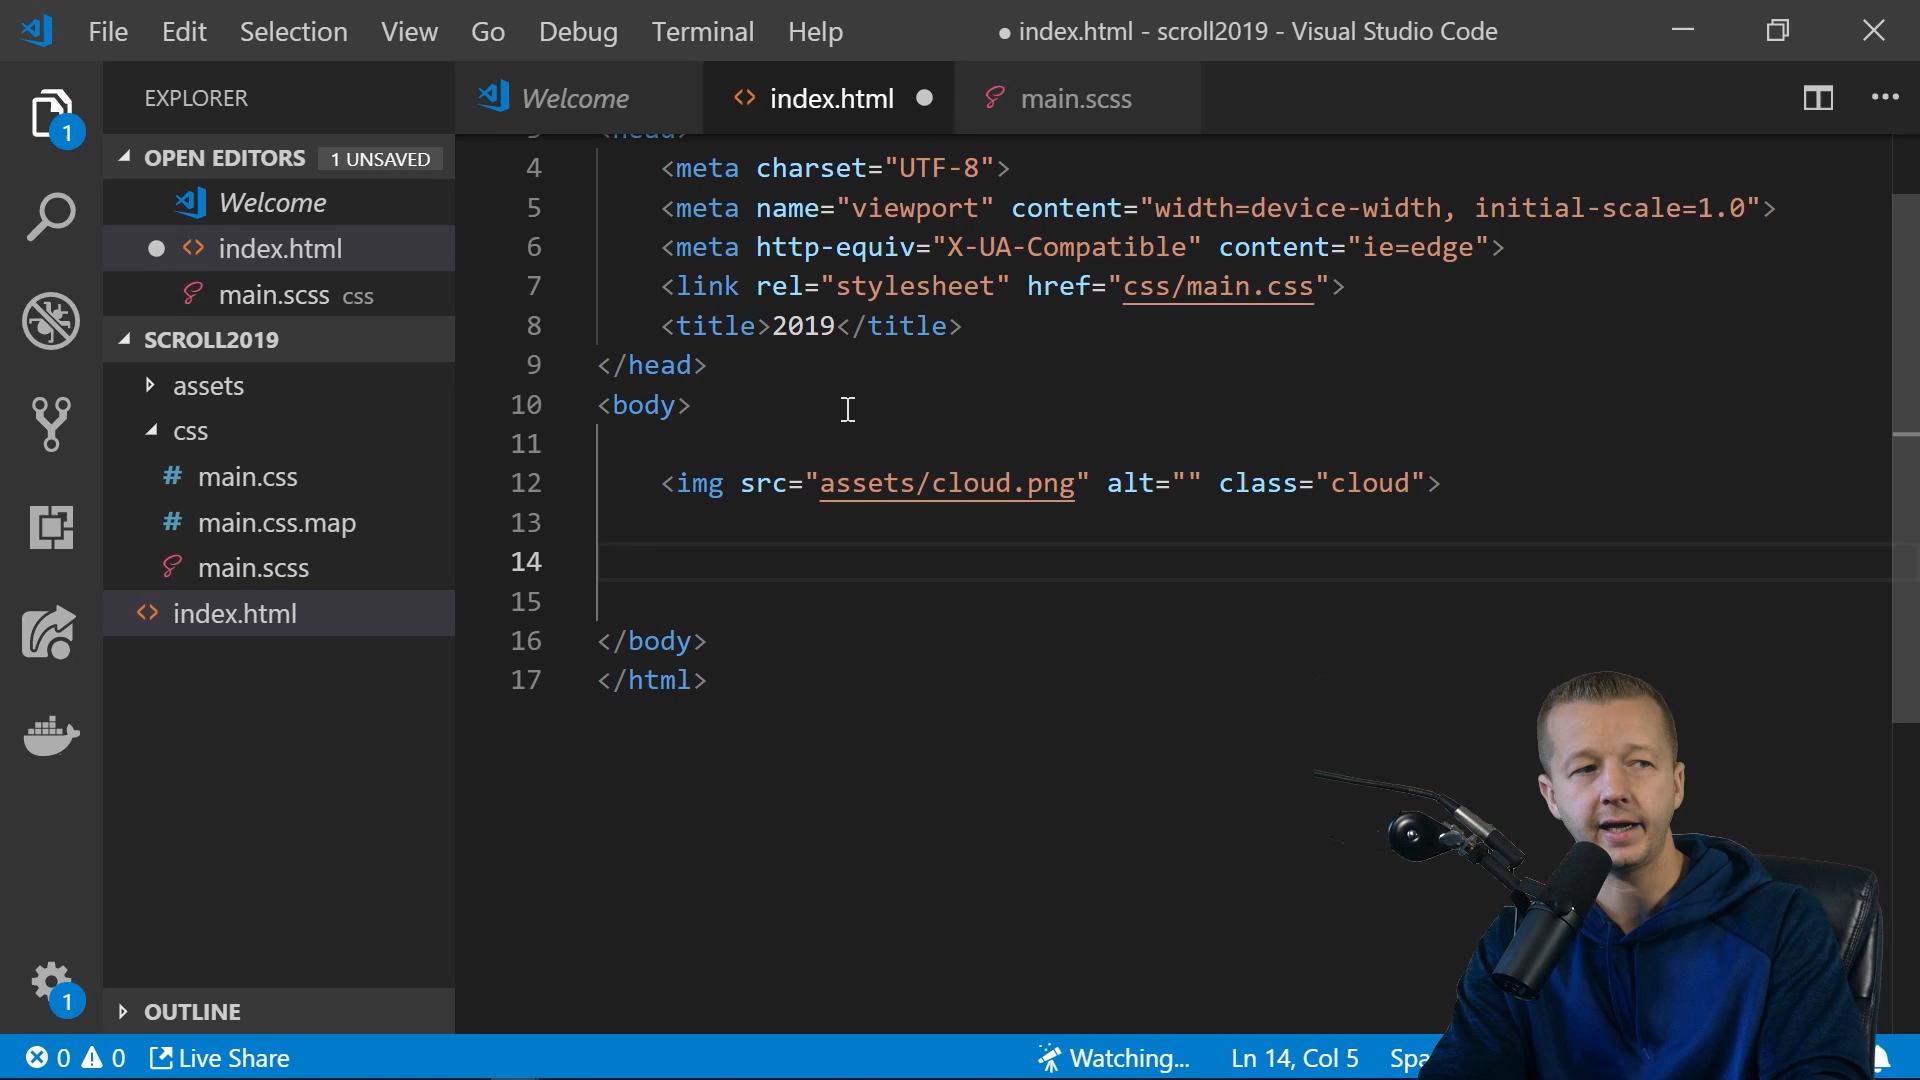 File Edit Selection View Go Debug Terminal Help ● index.html - scroll2019 - Visual Studio Code
EXPLORER
Welcome
index.html
main.scss
OPEN EDITORS 1 UNSAVED
Welcome
index.html
main.scss css
SCROLL2019
assets
css
# main.css
# main.css.map
main.scss
index.html
OUTLINE
3 <head>
4 <meta charset="UTF-8">
5 <meta name="viewport" content="width=device-width, initial-scale=1.0">
6 <meta http-equiv="X-UA-Compatible" content="ie=edge">
7 <link rel="stylesheet" href="css/main.css">
8 <title>2019</title>
9 </head>
10 <body>
11
12 <img src="assets/cloud.png" alt="" class="cloud">
13
14
15
16 </body>
17 </html>
1
1
0 0 Live Share Watching... Ln 14, Col 5